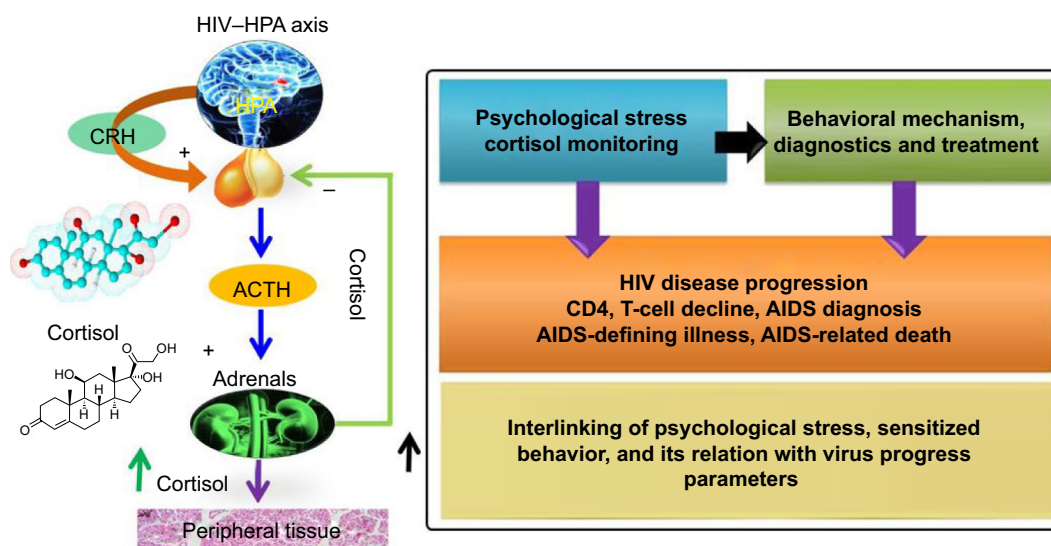 HIV–HPA axis
HPA
CRH
+
–
ACTH
Cortisol
Cortisol
+
OH
O
HO
OH
H
H
H
O
Adrenals
Cortisol
Peripheral tissue
Psychological stress
cortisol monitoring
Behavioral mechanism,
diagnostics and treatment
HIV disease progression
CD4, T-cell decline, AIDS diagnosis
AIDS-defining illness, AIDS-related death
Interlinking of psychological stress, sensitized
behavior, and its relation with virus progress
parameters